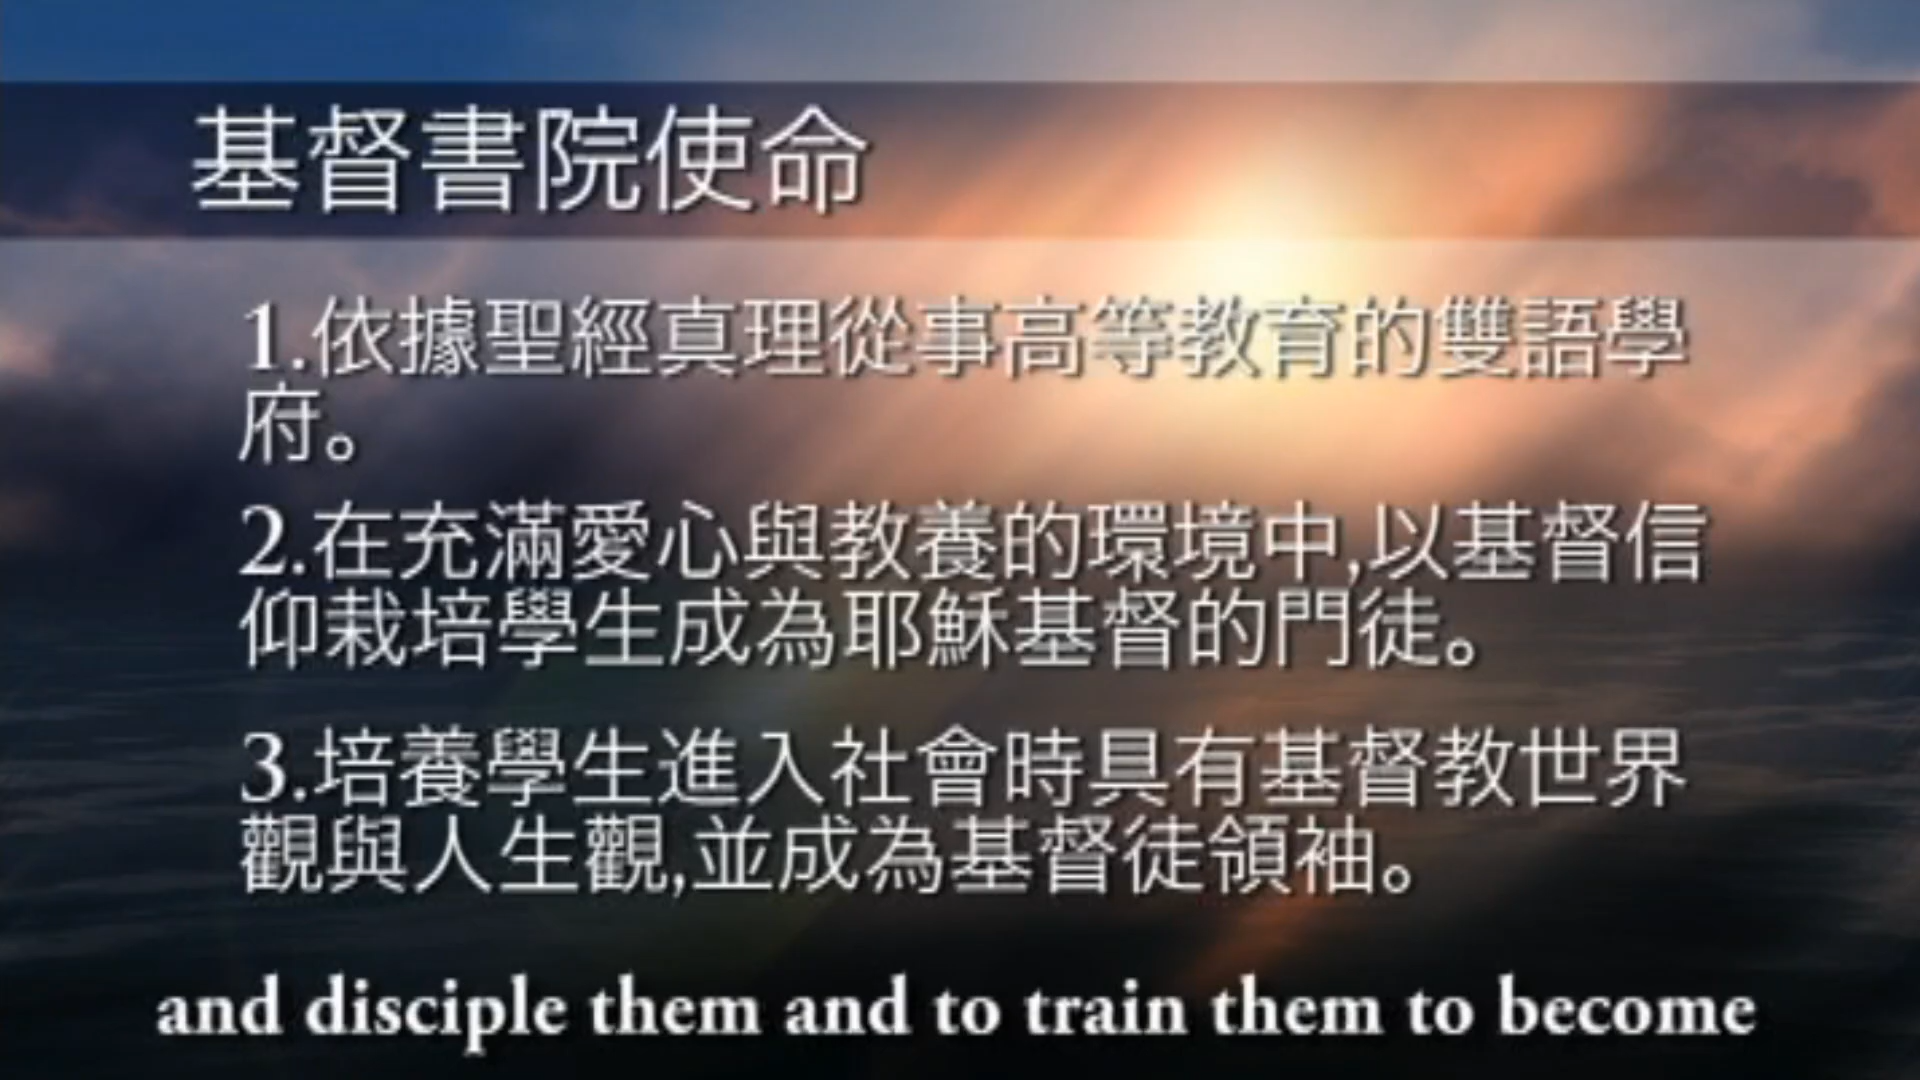 基督書院使命
1.依據聖經真理從事高等教育的雙語學
府。
2.在充滿愛心與教養的環境中,以基督信
仰栽培學生成為耶穌基督的門徒。
3.培養學生進入社會時具有基督教世界
觀與人生觀,並成為基督徒領袖。
and disciple them and to train them to become